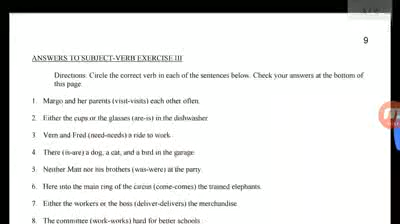 9
ANSWERS TO SUBJECT-VERB EXERCISE III
Directions: Circle the correct verb in each of the sentences below. Check your answers at the bottom of
this page.
1. Margo and her parents (visit-visits) each other often.
2. Either the cups or the glasses (are-is) in the dishwasher.
3. Vern and Fred (need-needs) a ride to work.
4. There (is-are) a dog, a cat, and a bird in the garage.
5. Neither Matt nor his brothers (was-were) at the party.
6. Here into the main ring of the circus (come-comes) the trained elephants.
7. Either the workers or the boss (deliver-delivers) the merchandise.
8. The committee (work-works) hard for better schools.